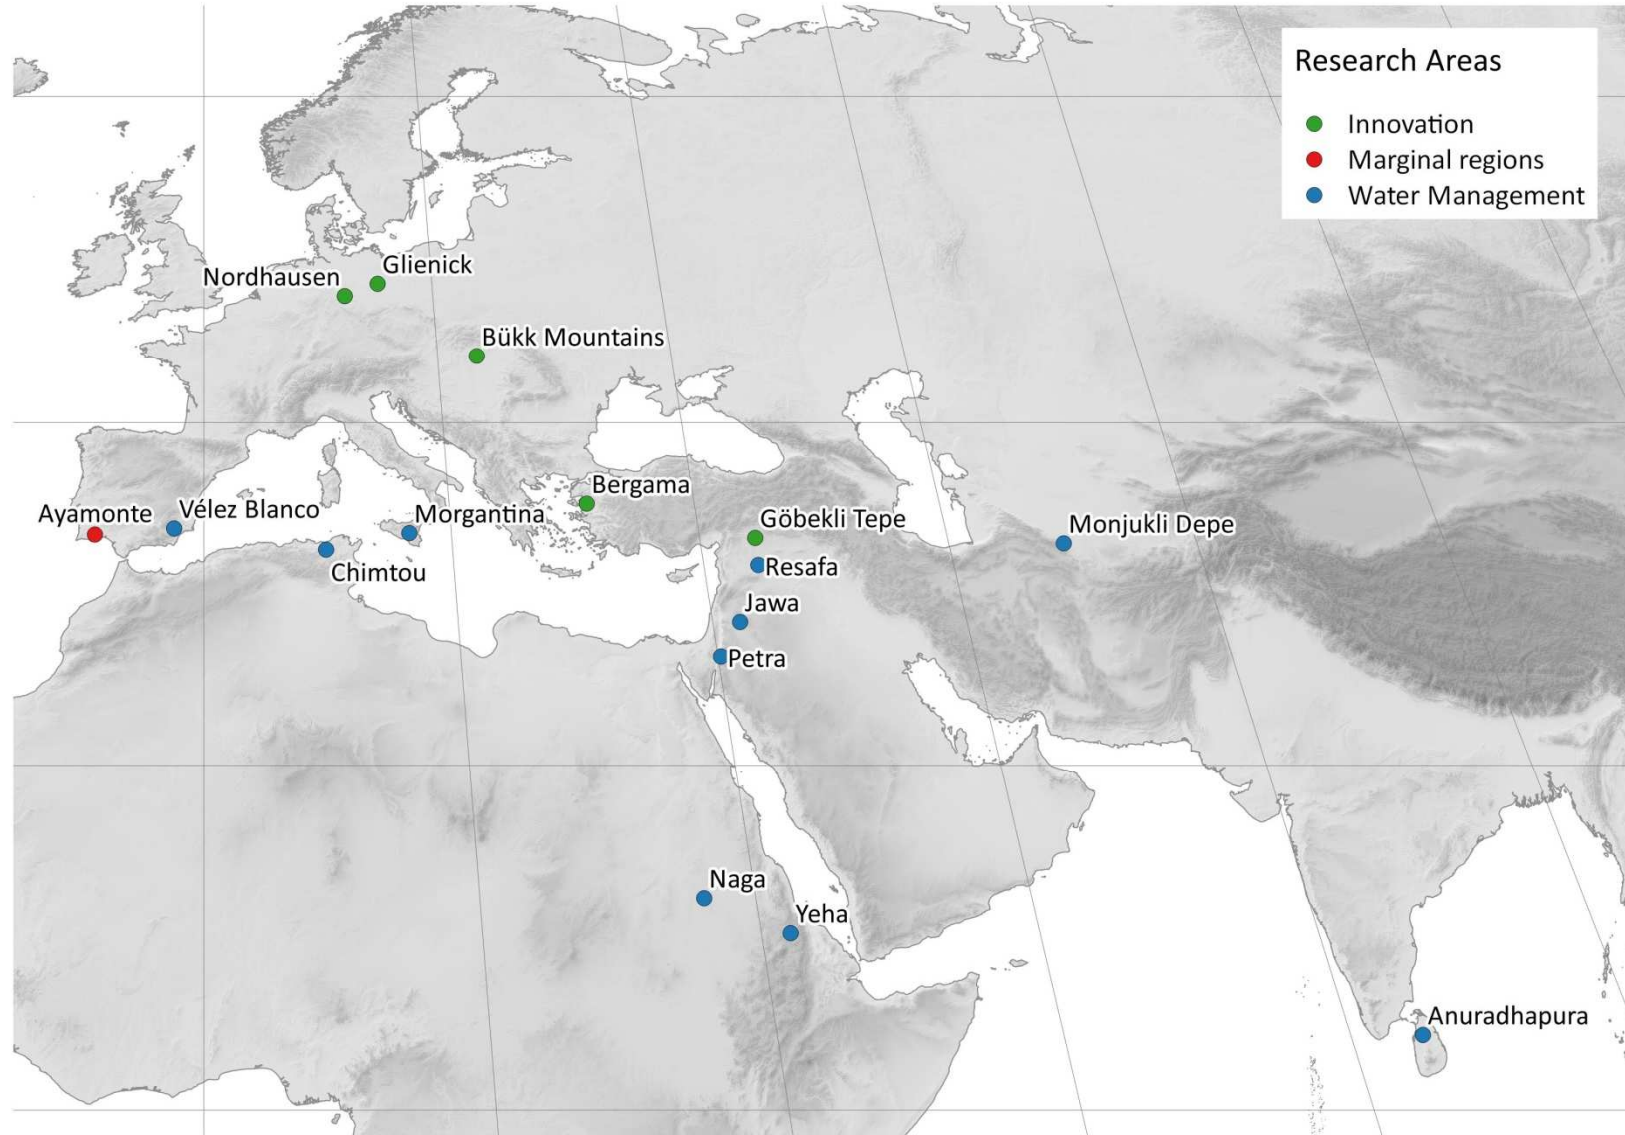 Research Areas
Innovation
Marginal regions
Water Management
Glienick
Nordhausen
Bükk Mountains
Bergama
Vélez Blanco
Ayamonte
Morgantina
Göbekli Tepe
Monjukli Depe
Chimtou
Resafa
Jawa
Petra
Naga
Yeha
Anuradhapura